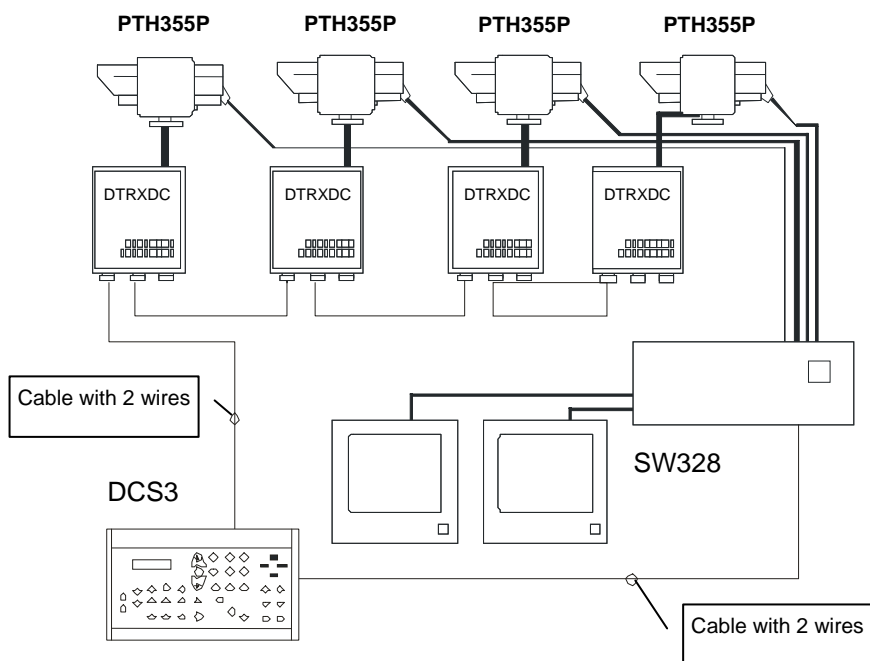 PTH355P PTH355P PTH355P PTH355P
DTRXDC DTRXDC DTRXDC DTRXDC
Cable with 2 wires
SW328
DCS3
Cable with 2 wires